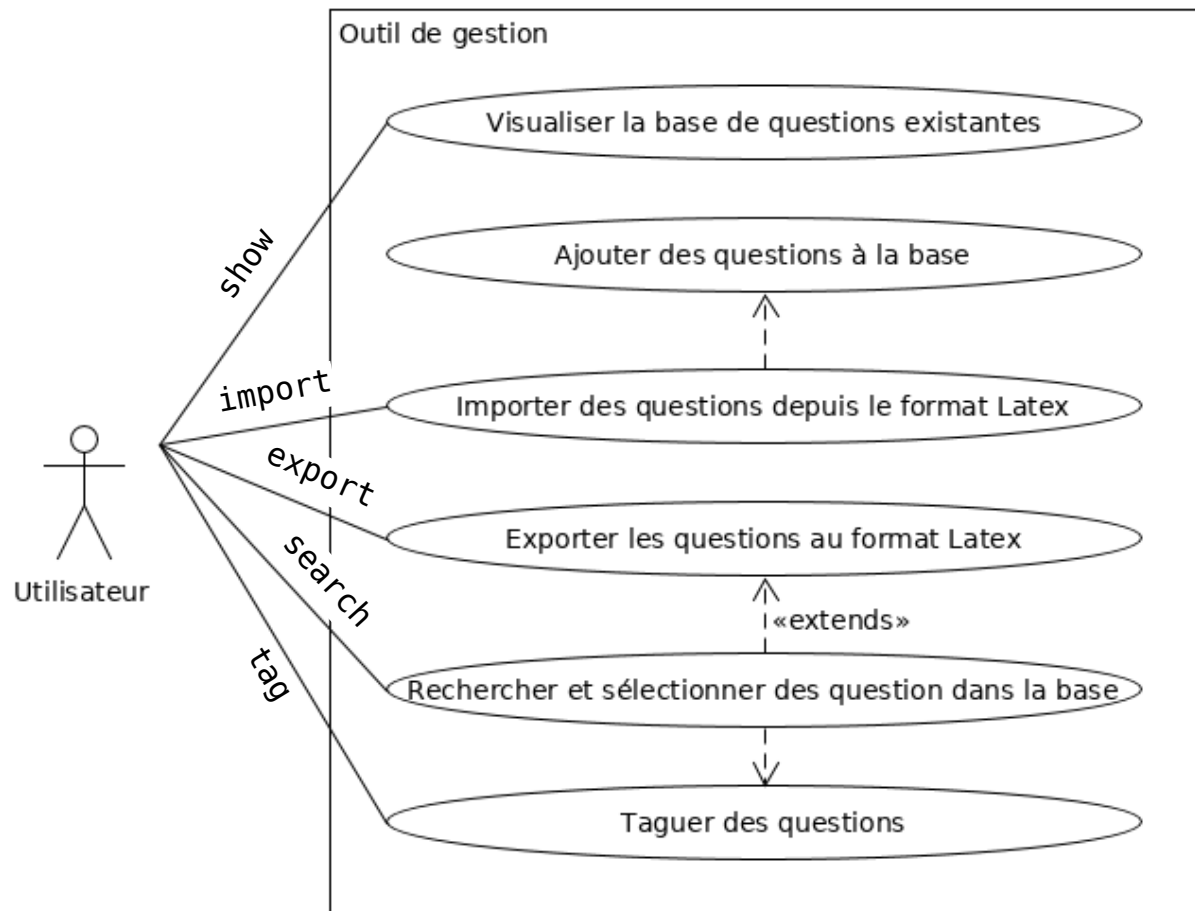 Outil de gestion
Visualiser la base de questions existantes
show
Ajouter des questions à la base
import
Importer des questions depuis le format Latex
export
Exporter les questions au format Latex
search
Utilisateur
«extends»
tag
Rechercher et sélectionner des question dans la base
Taguer des questions